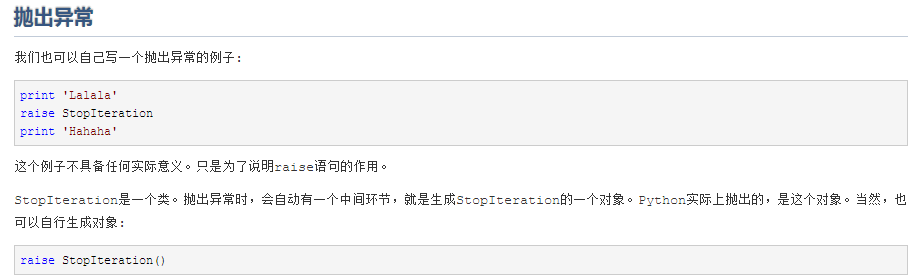 抛出异常
我们也可以自己写一个抛出异常的例子:
print 'Lalala'
raise StopIteration
print 'Hahaha'
这个例子不具备任何实际意义。只是为了说明raise语句的作用。
StopIteration是一个类。抛出异常时，会自动有一个中间环节，就是生成StopIteration的一个对象。Python实际上抛出的，是这个对象。当然，也
可以自行生成对象:
raise StopIteration()